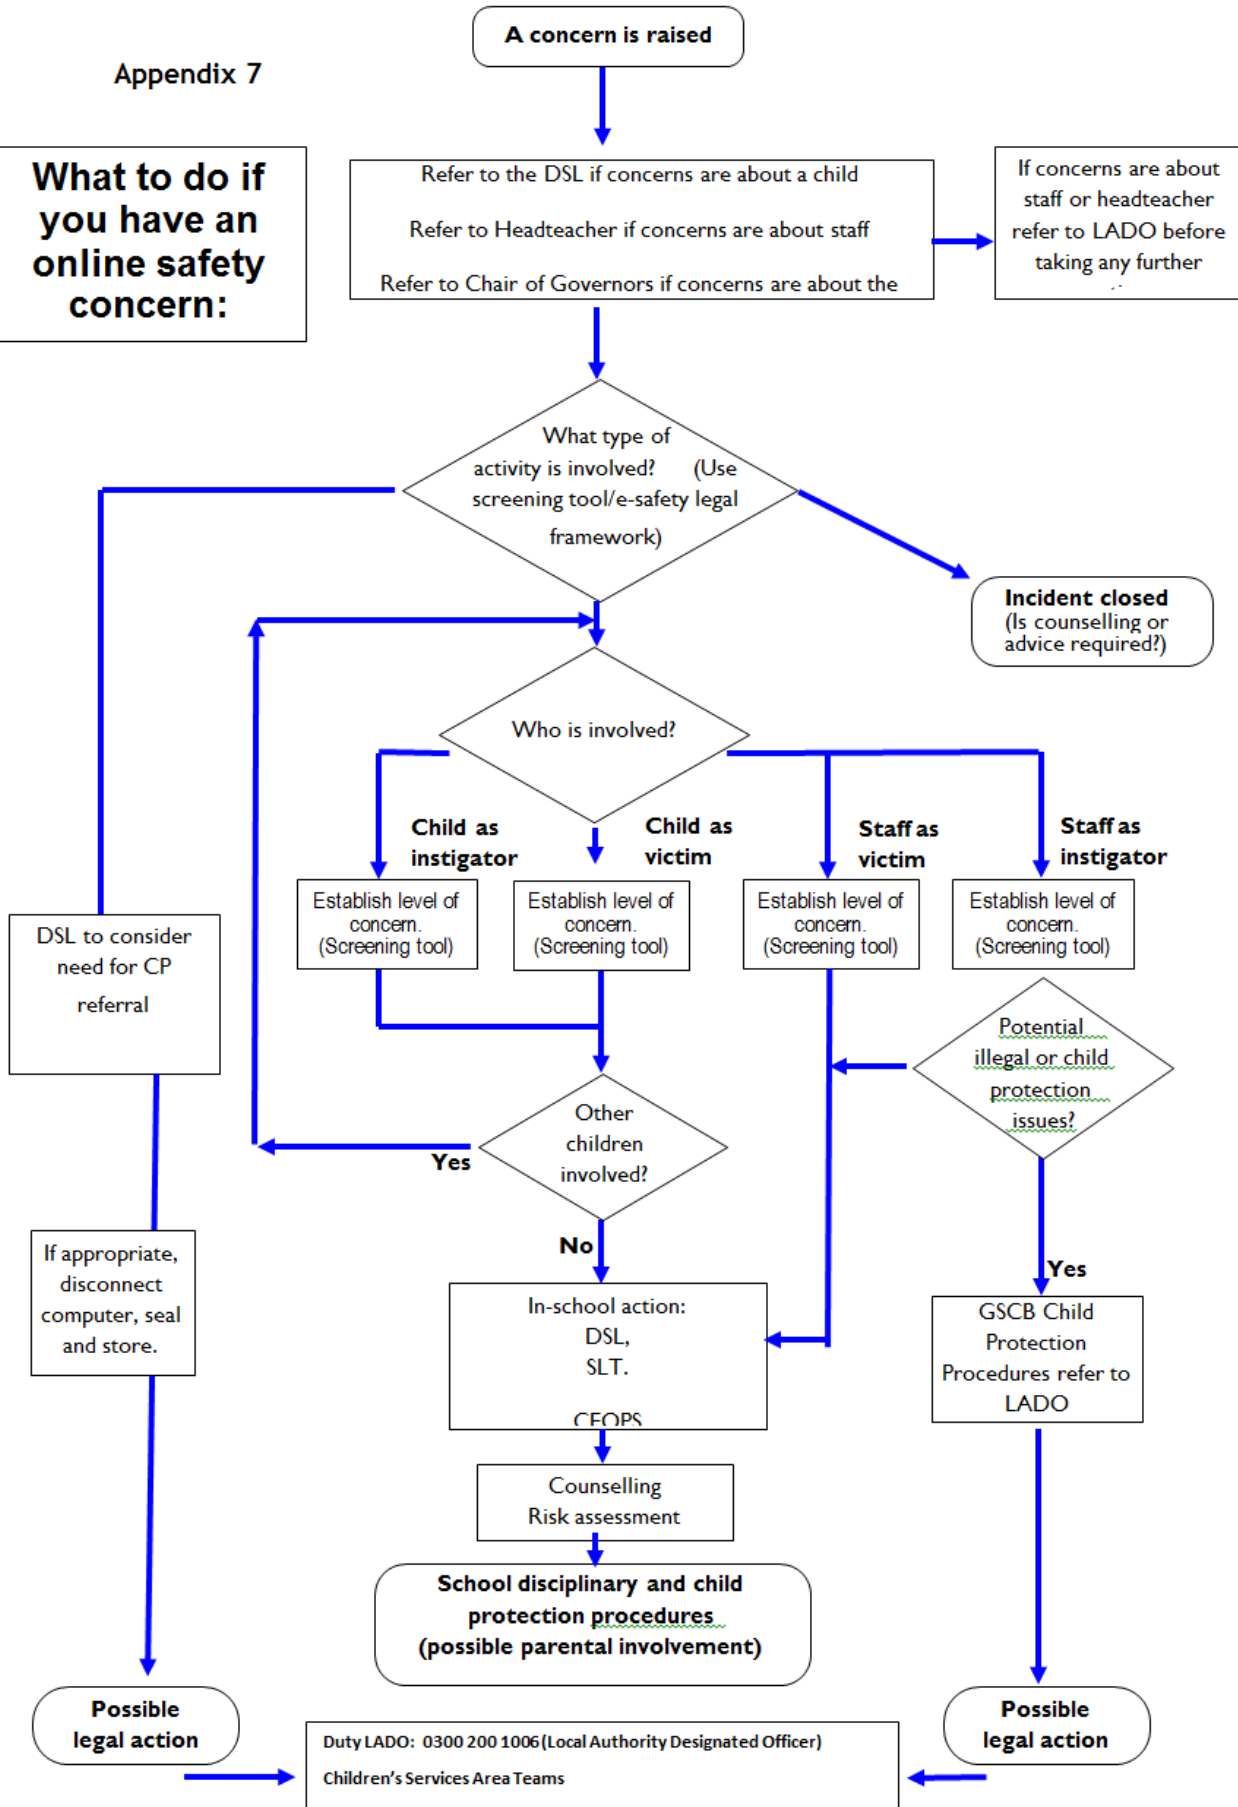 A concern is raised
Appendix 7
What to do if
you have an
online safety
concern:
Refer to the DSL if concerns are about a child
Refer to Headteacher if concerns are about staff
Refer to Chair of Governors if concerns are about the
If concerns are about
staff or headteacher
refer to LADO before
taking any further
What type of
activity is involved? (Use
screening tool/e-safety legal
framework)
Incident closed
(Is counselling or
advice required?)
Who is involved?
Child as
instigator
Child as
victim
Staff as
victim
Staff as
instigator
Establish level of
concern.
(Screening tool)
Establish level of
concern.
(Screening tool)
Establish level of
concern.
(Screening tool)
Establish level of
concern.
(Screening tool)
DSL to consider
need for CP
referral
Potential
illegal or child
protection
issues?
Other
children
involved?
Yes
No
Yes
If appropriate,
disconnect
computer, seal
and store.
In-school action:
DSL,
SLT.
CEOPS
GSCB Child
Protection
Procedures refer to
LADO
Counselling
Risk assessment
School disciplinary and child
protection procedures
(possible parental involvement)
Possible
legal action
Possible
legal action
Duty LADO: 0300 200 1006 (Local Authority Designated Officer)
Children's Services Area Teams